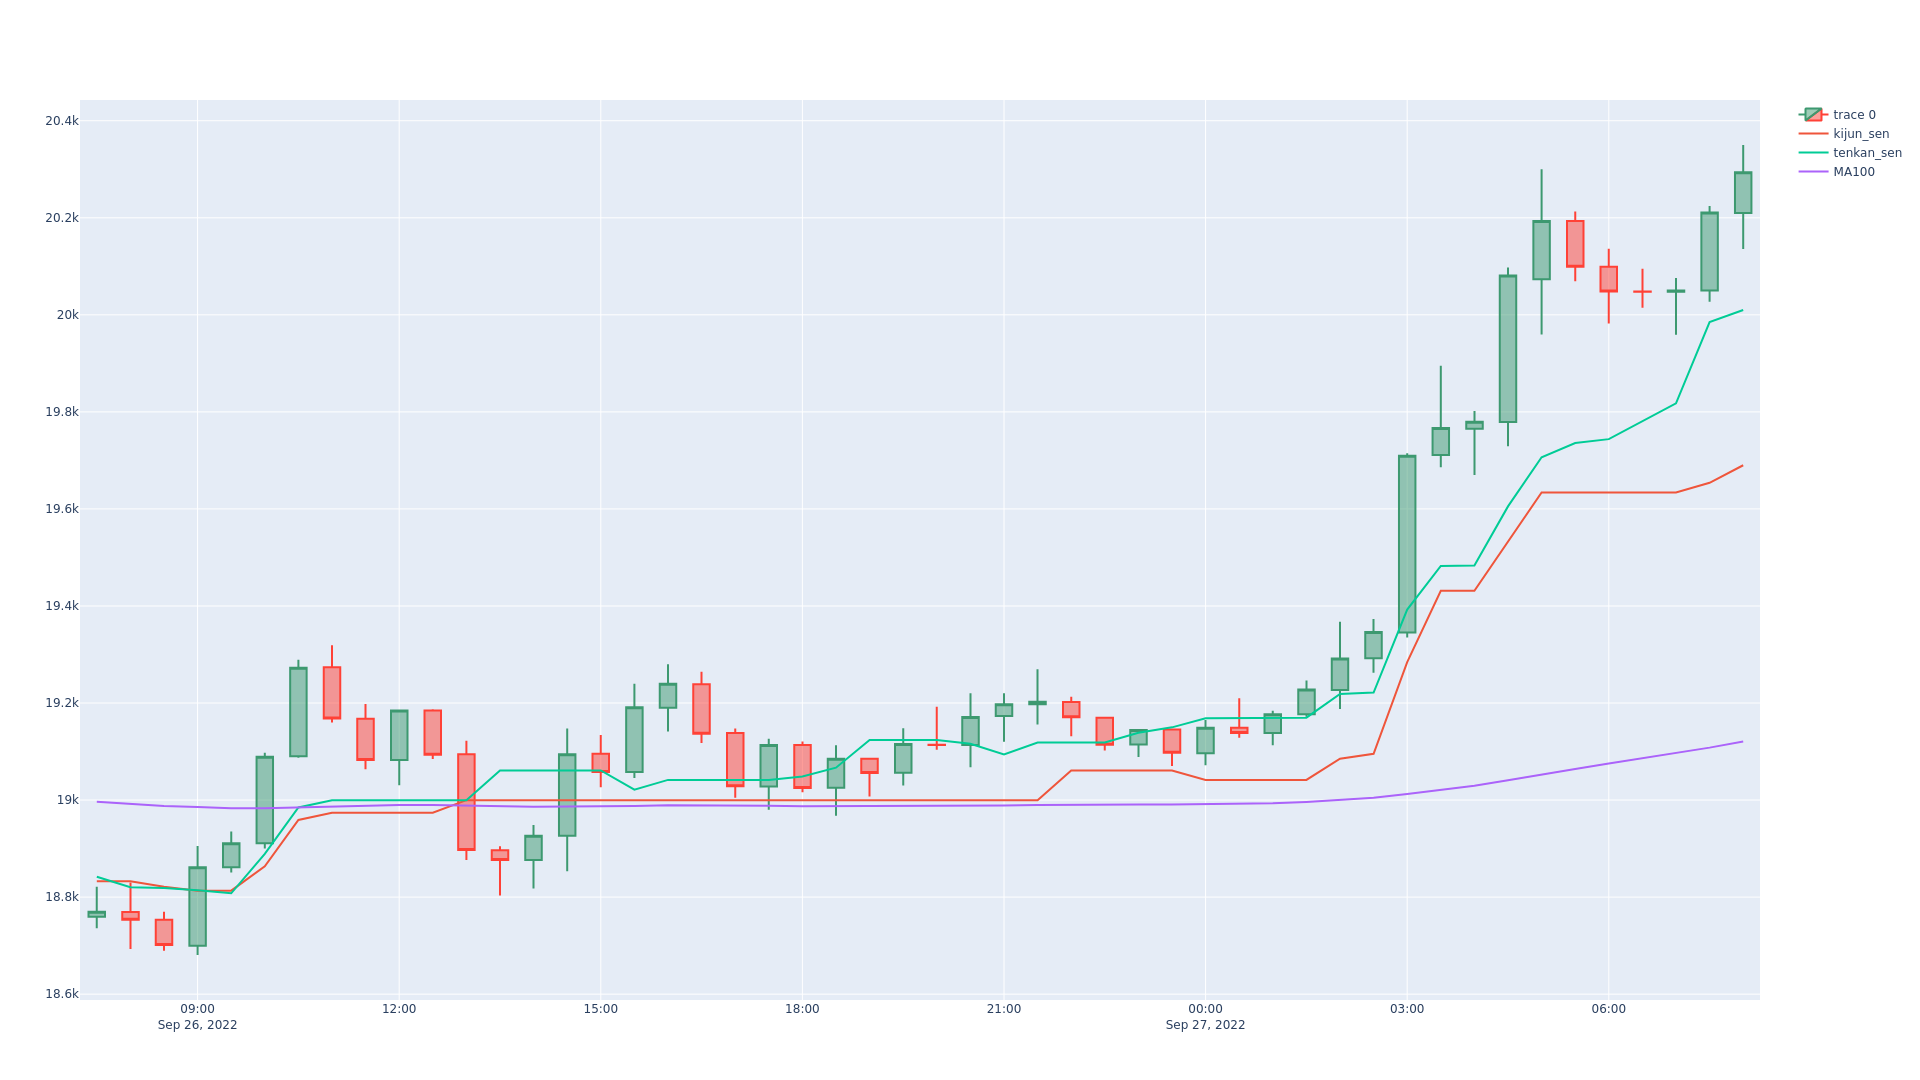 20.4k
20.2k
20k
19.8k
19.6k
19.4k
19.2k
19k
18.8k
18.6k
09:00
Sep 26, 2022
12:00
15:00
18:00
21:00
00:00
Sep 27, 2022
03:00
06:00
trace 0
kijun_sen
tenkan_sen
MA100